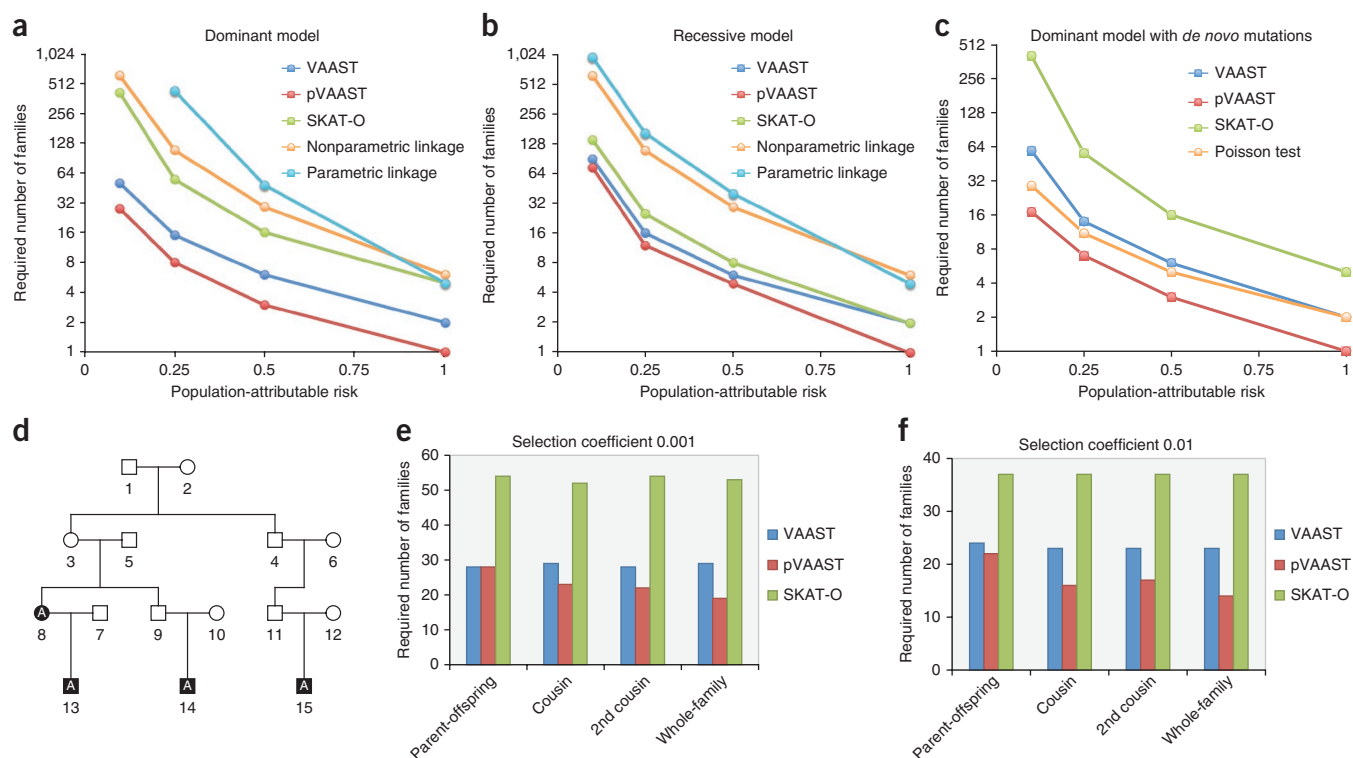 a
Dominant model
1,024
512
256
128
64
32
16
8
4
2
1
Required number of families
0
0.25
0.5
0.75
1
Population-attributable risk
VAAST
pVAAST
SKAT-O
Nonparametric linkage
Parametric linkage
b
Recessive model
1,024
512
256
128
64
32
16
8
4
2
1
Required number of families
0
0.25
0.5
0.75
1
Population-attributable risk
VAAST
pVAAST
SKAT-O
Nonparametric linkage
Parametric linkage
c
Dominant model with de novo mutations
512
256
128
64
32
16
8
4
2
1
Required number of families
0
0.25
0.5
0.75
1
Population-attributable risk
VAAST
pVAAST
SKAT-O
Poisson test
d
1 2
3 5 4 6
A
8 7 9 10 11 12
A A A
13 14 15
e
Selection coefficient 0.001
60
50
40
30
20
10
0
Required number of families
Parent-offspring
Cousin
2nd cousin
Whole-family
VAAST
pVAAST
SKAT-O
f
Selection coefficient 0.01
40
30
20
10
0
Required number of families
Parent-offspring
Cousin
2nd cousin
Whole-family
VAAST
pVAAST
SKAT-O